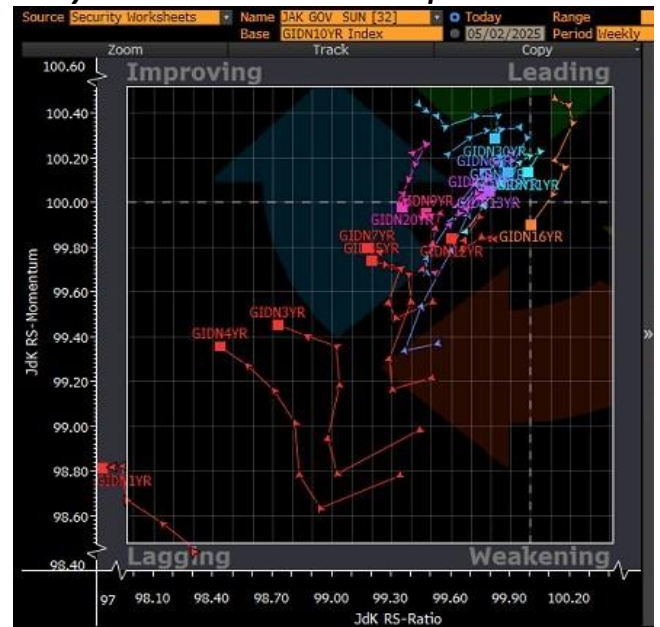 Source Security Worksheets Name JAK GOV SUN [32] Today Range
Base GIDN10YR Index 05/02/2025 Period Weekly
Zoom Track Copy
Improving Leading
100.60
100.40
100.20
100.00
99.80
99.60
99.40
99.20
99.00
98.80
98.60
98.40
JdK RS-Momentum
GIDN30YR
GIDN11YR
GIDN13YR
GIDN20YR
GIDN16YR
GIDN12YR
GIDN7YR
GIDN3YR
GIDN4YR
GIDN1YR
»
Lagging Weakening
97 98.10 98.40 98.70 99.00 99.30 99.60 99.90 100.20
JdK RS-Ratio